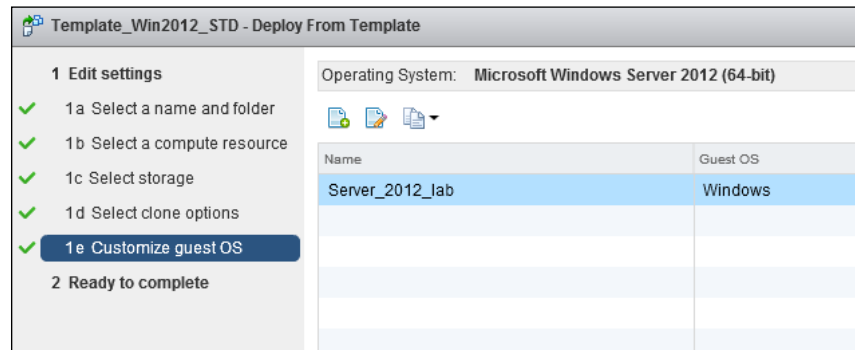 Template_Win2012_STD - Deploy From Template
1 Edit settings
1a Select a name and folder
1b Select a compute resource
1c Select storage
1d Select clone options
1e Customize guest OS
2 Ready to complete
Operating System: Microsoft Windows Server 2012 (64-bit)
Name Guest OS
Server_2012_lab Windows